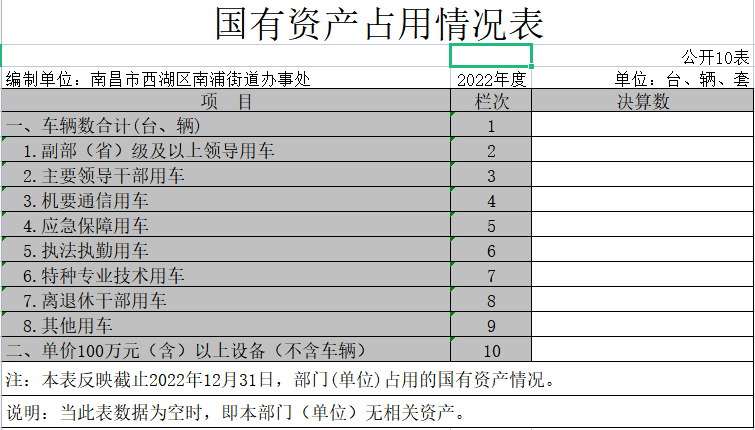 国有资产占用情况表
公开10表
编制单位：南昌市西湖区南浦街道办事处 2022年度 单位：台、辆、套
项 目 栏次 决算数
一、车辆数合计(台、辆) 1
1.副部（省）级及以上领导用车 2
2.主要领导干部用车 3
3.机要通信用车 4
4.应急保障用车 5
5.执法执勤用车 6
6.特种专业技术用车 7
7.离退休干部用车 8
8.其他用车 9
二、单价100万元（含）以上设备（不含车辆） 10
注：本表反映截止2022年12月31日，部门(单位)占用的国有资产情况。
说明：当此表数据为空时，即本部门（单位）无相关资产。